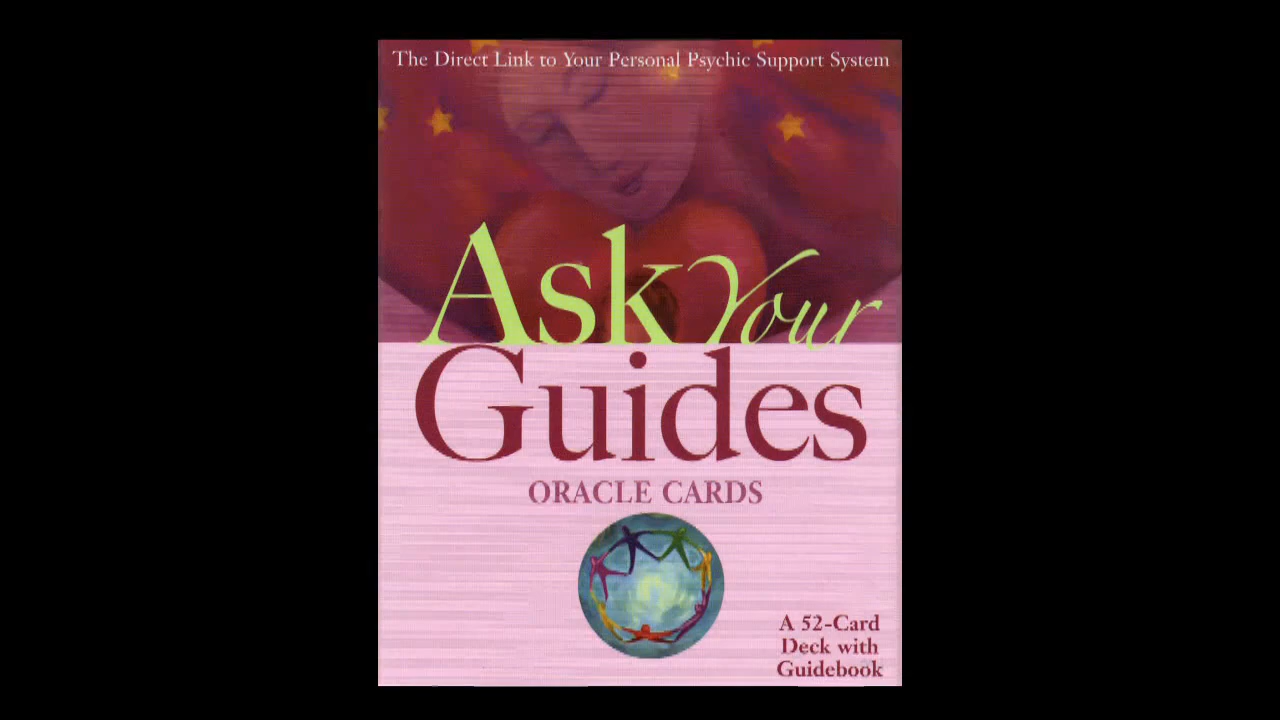 The Direct Link to Your Personal Psychic Support System
Ask Your
Guides
ORACLE CARDS
A 52-Card
Deck with
Guidebook